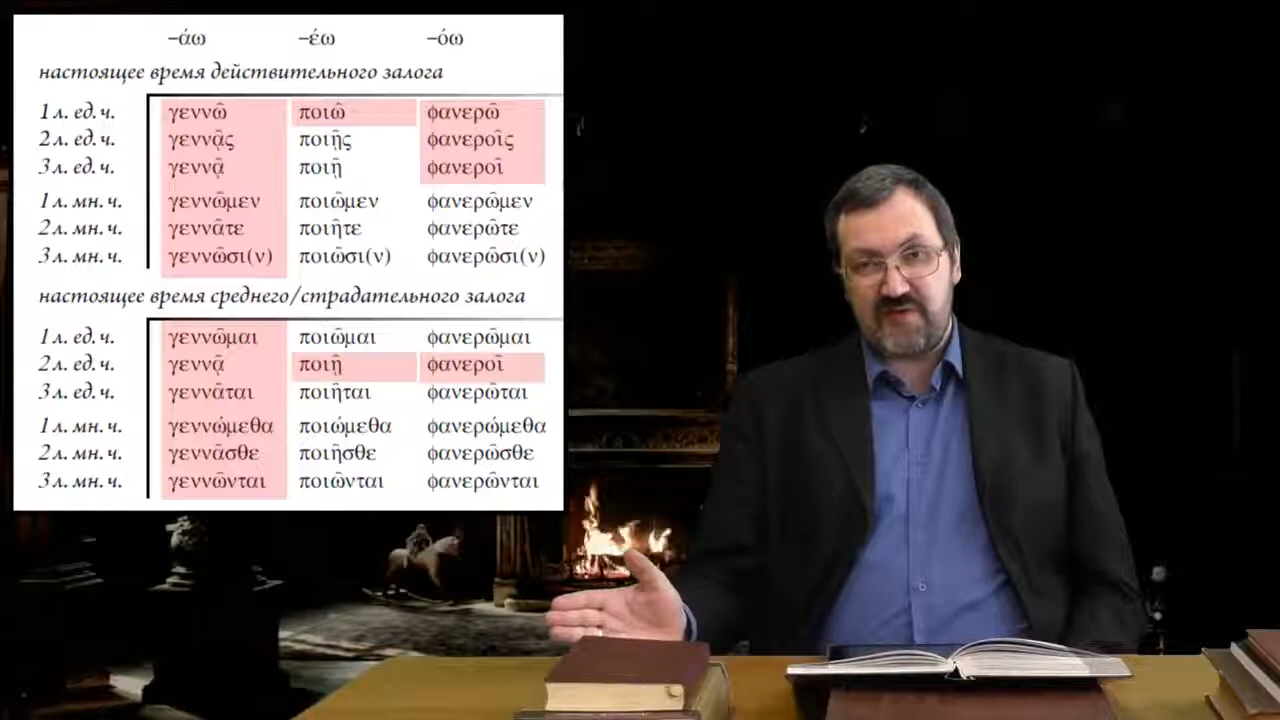 –άω –έω –όω
настоящее время действительного залога
1 л. ед. ч. γεννῶ ποιῶ φανερῶ
2 л. ед. ч. γεννᾷς ποιῇς φανεροῖς
3 л. ед. ч. γεννᾷ ποιῇ φανεροῖ
1 л. мн. ч. γεννῶμεν ποιῶμεν φανερῶμεν
2 л. мн. ч. γεννᾶτε ποιῆτε φανερῶτε
3 л. мн. ч. γεννῶσι(ν) ποιῶσι(ν) φανερῶσι(ν)
настоящее время среднего/страдательного залога
1 л. ед. ч. γεννῶμαι ποιῶμαι φανερῶμαι
2 л. ед. ч. γεννᾷ ποιῇ φανεροῖ
3 л. ед. ч. γεννᾶται ποιῆται φανερῶται
1 л. мн. ч. γεννώμεθα ποιώμεθα φανερώμεθα
2 л. мн. ч. γεννᾶσθε ποιῆσθε φανερῶσθε
3 л. мн. ч. γεννῶνται ποιῶνται φανερῶνται